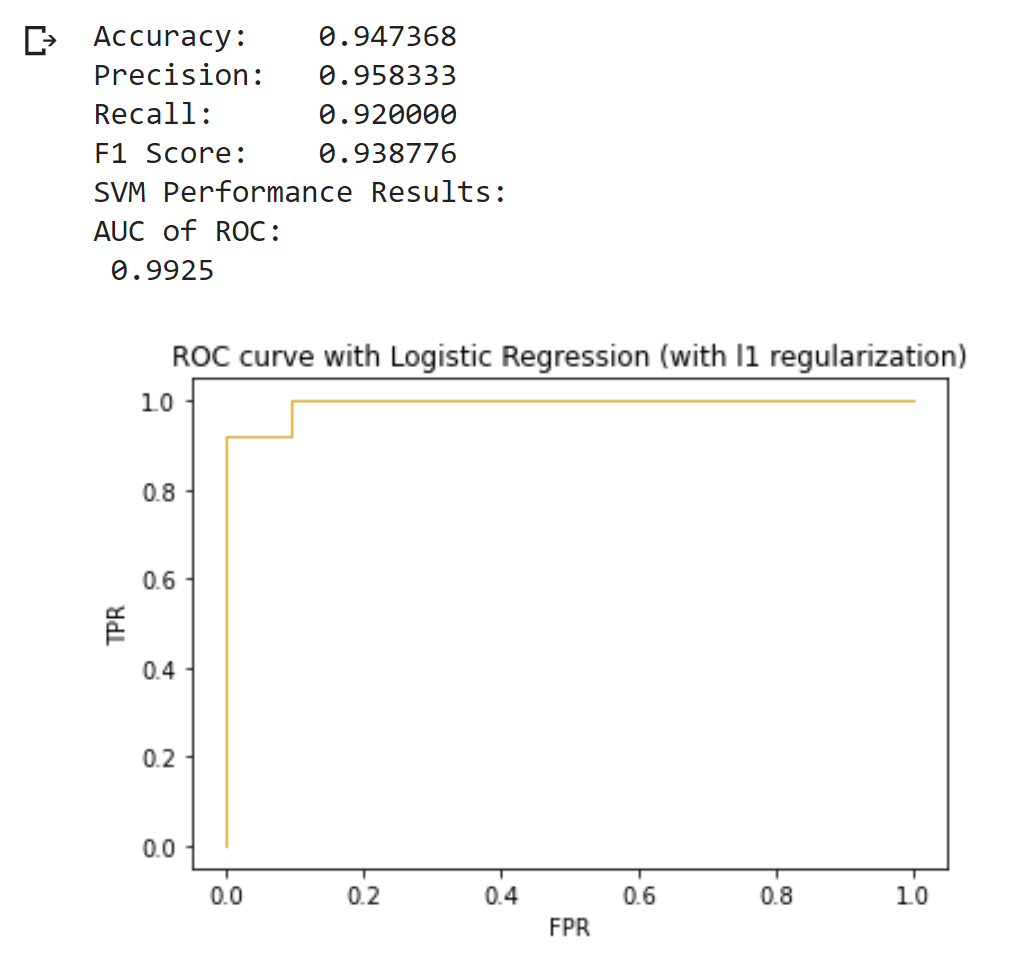 Accuracy: 0.947368
Precision: 0.958333
Recall: 0.920000
F1 Score: 0.938776
SVM Performance Results:
AUC of ROC:
0.9925
ROC curve with Logistic Regression (with l1 regularization)
1.0
0.8
0.6
0.4
0.2
0.0
TPR
0.0 0.2 0.4 0.6 0.8 1.0
FPR